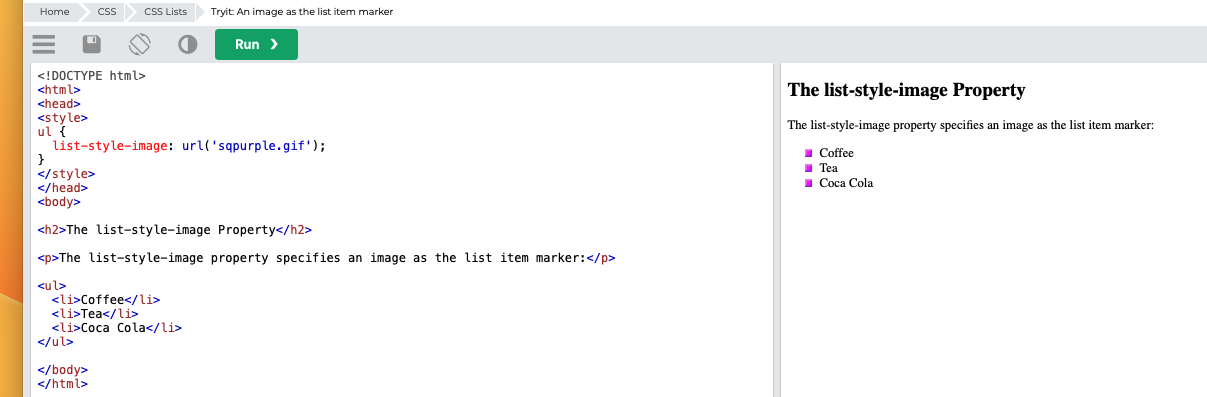 Home CSS CSS Lists Tryit: An image as the list item marker
Run ❯
<!DOCTYPE html>
<html>
<head>
<style>
ul {
  list-style-image: url('sqpurple.gif');
}
</style>
</head>
<body>

<h2>The list-style-image Property</h2>

<p>The list-style-image property specifies an image as the list item marker:</p>

<ul>
  <li>Coffee</li>
  <li>Tea</li>
  <li>Coca Cola</li>
</ul>

</body>
</html>
The list-style-image Property
The list-style-image property specifies an image as the list item marker:
Coffee
Tea
Coca Cola